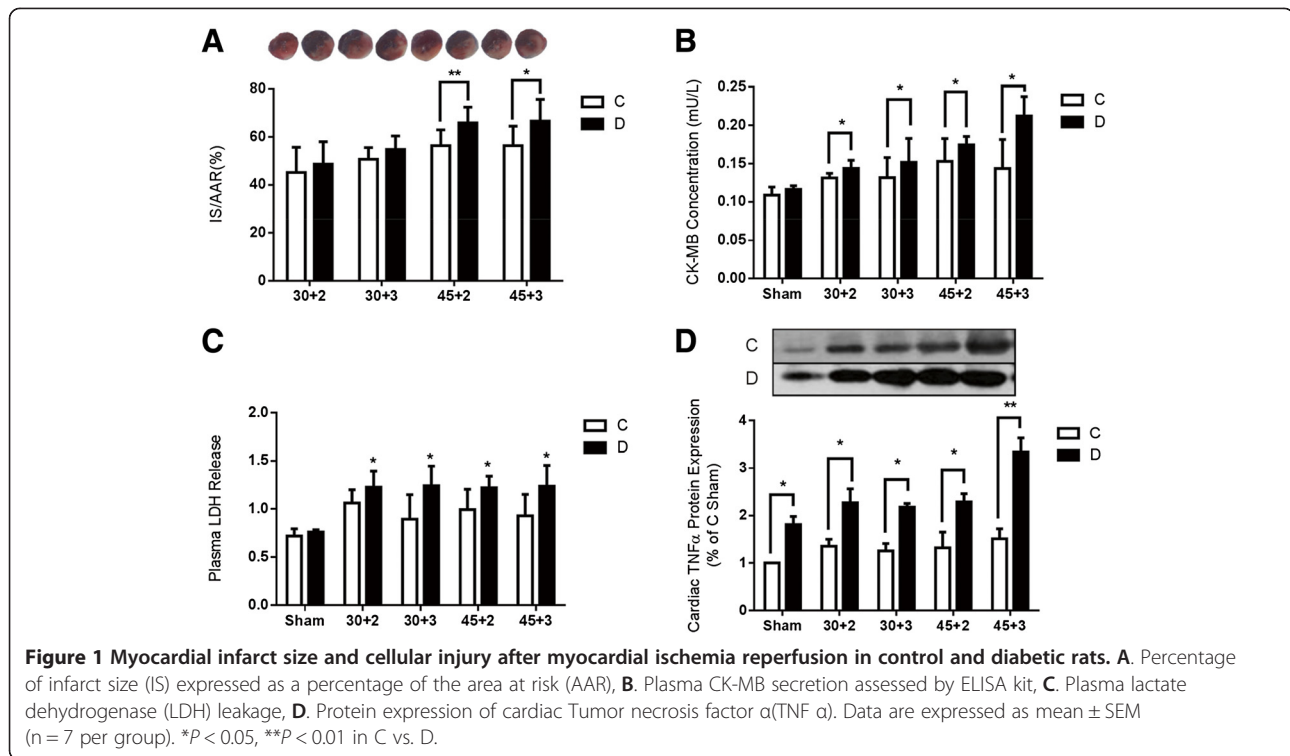 A
**
*
80
60
40
20
0
IS/AAR(%)
30+2 30+3 45+2 45+3
C
D
B
*
*
*
*
0.25
0.20
0.15
0.10
0.05
0.00
CK-MB Concentration (mU/L)
Sham 30+2 30+3 45+2 45+3
C
D
C
2.0
1.5
1.0
0.5
0.0
Plasma LDH Release
* * * *
Sham 30+2 30+3 45+2 45+3
C
D
D
C
D
4
3
2
1
0
Cardiac TNFα Protein Expression
(% of C Sham)
*
*
*
*
**
Sham 30+2 30+3 45+2 45+3
C
D
Figure 1 Myocardial infarct size and cellular injury after myocardial ischemia reperfusion in control and diabetic rats. A. Percentage
of infarct size (IS) expressed as a percentage of the area at risk (AAR), B. Plasma CK-MB secretion assessed by ELISA kit, C. Plasma lactate
dehydrogenase (LDH) leakage, D. Protein expression of cardiac Tumor necrosis factor α(TNF α). Data are expressed as mean ± SEM
(n = 7 per group). *P < 0.05, **P < 0.01 in C vs. D.